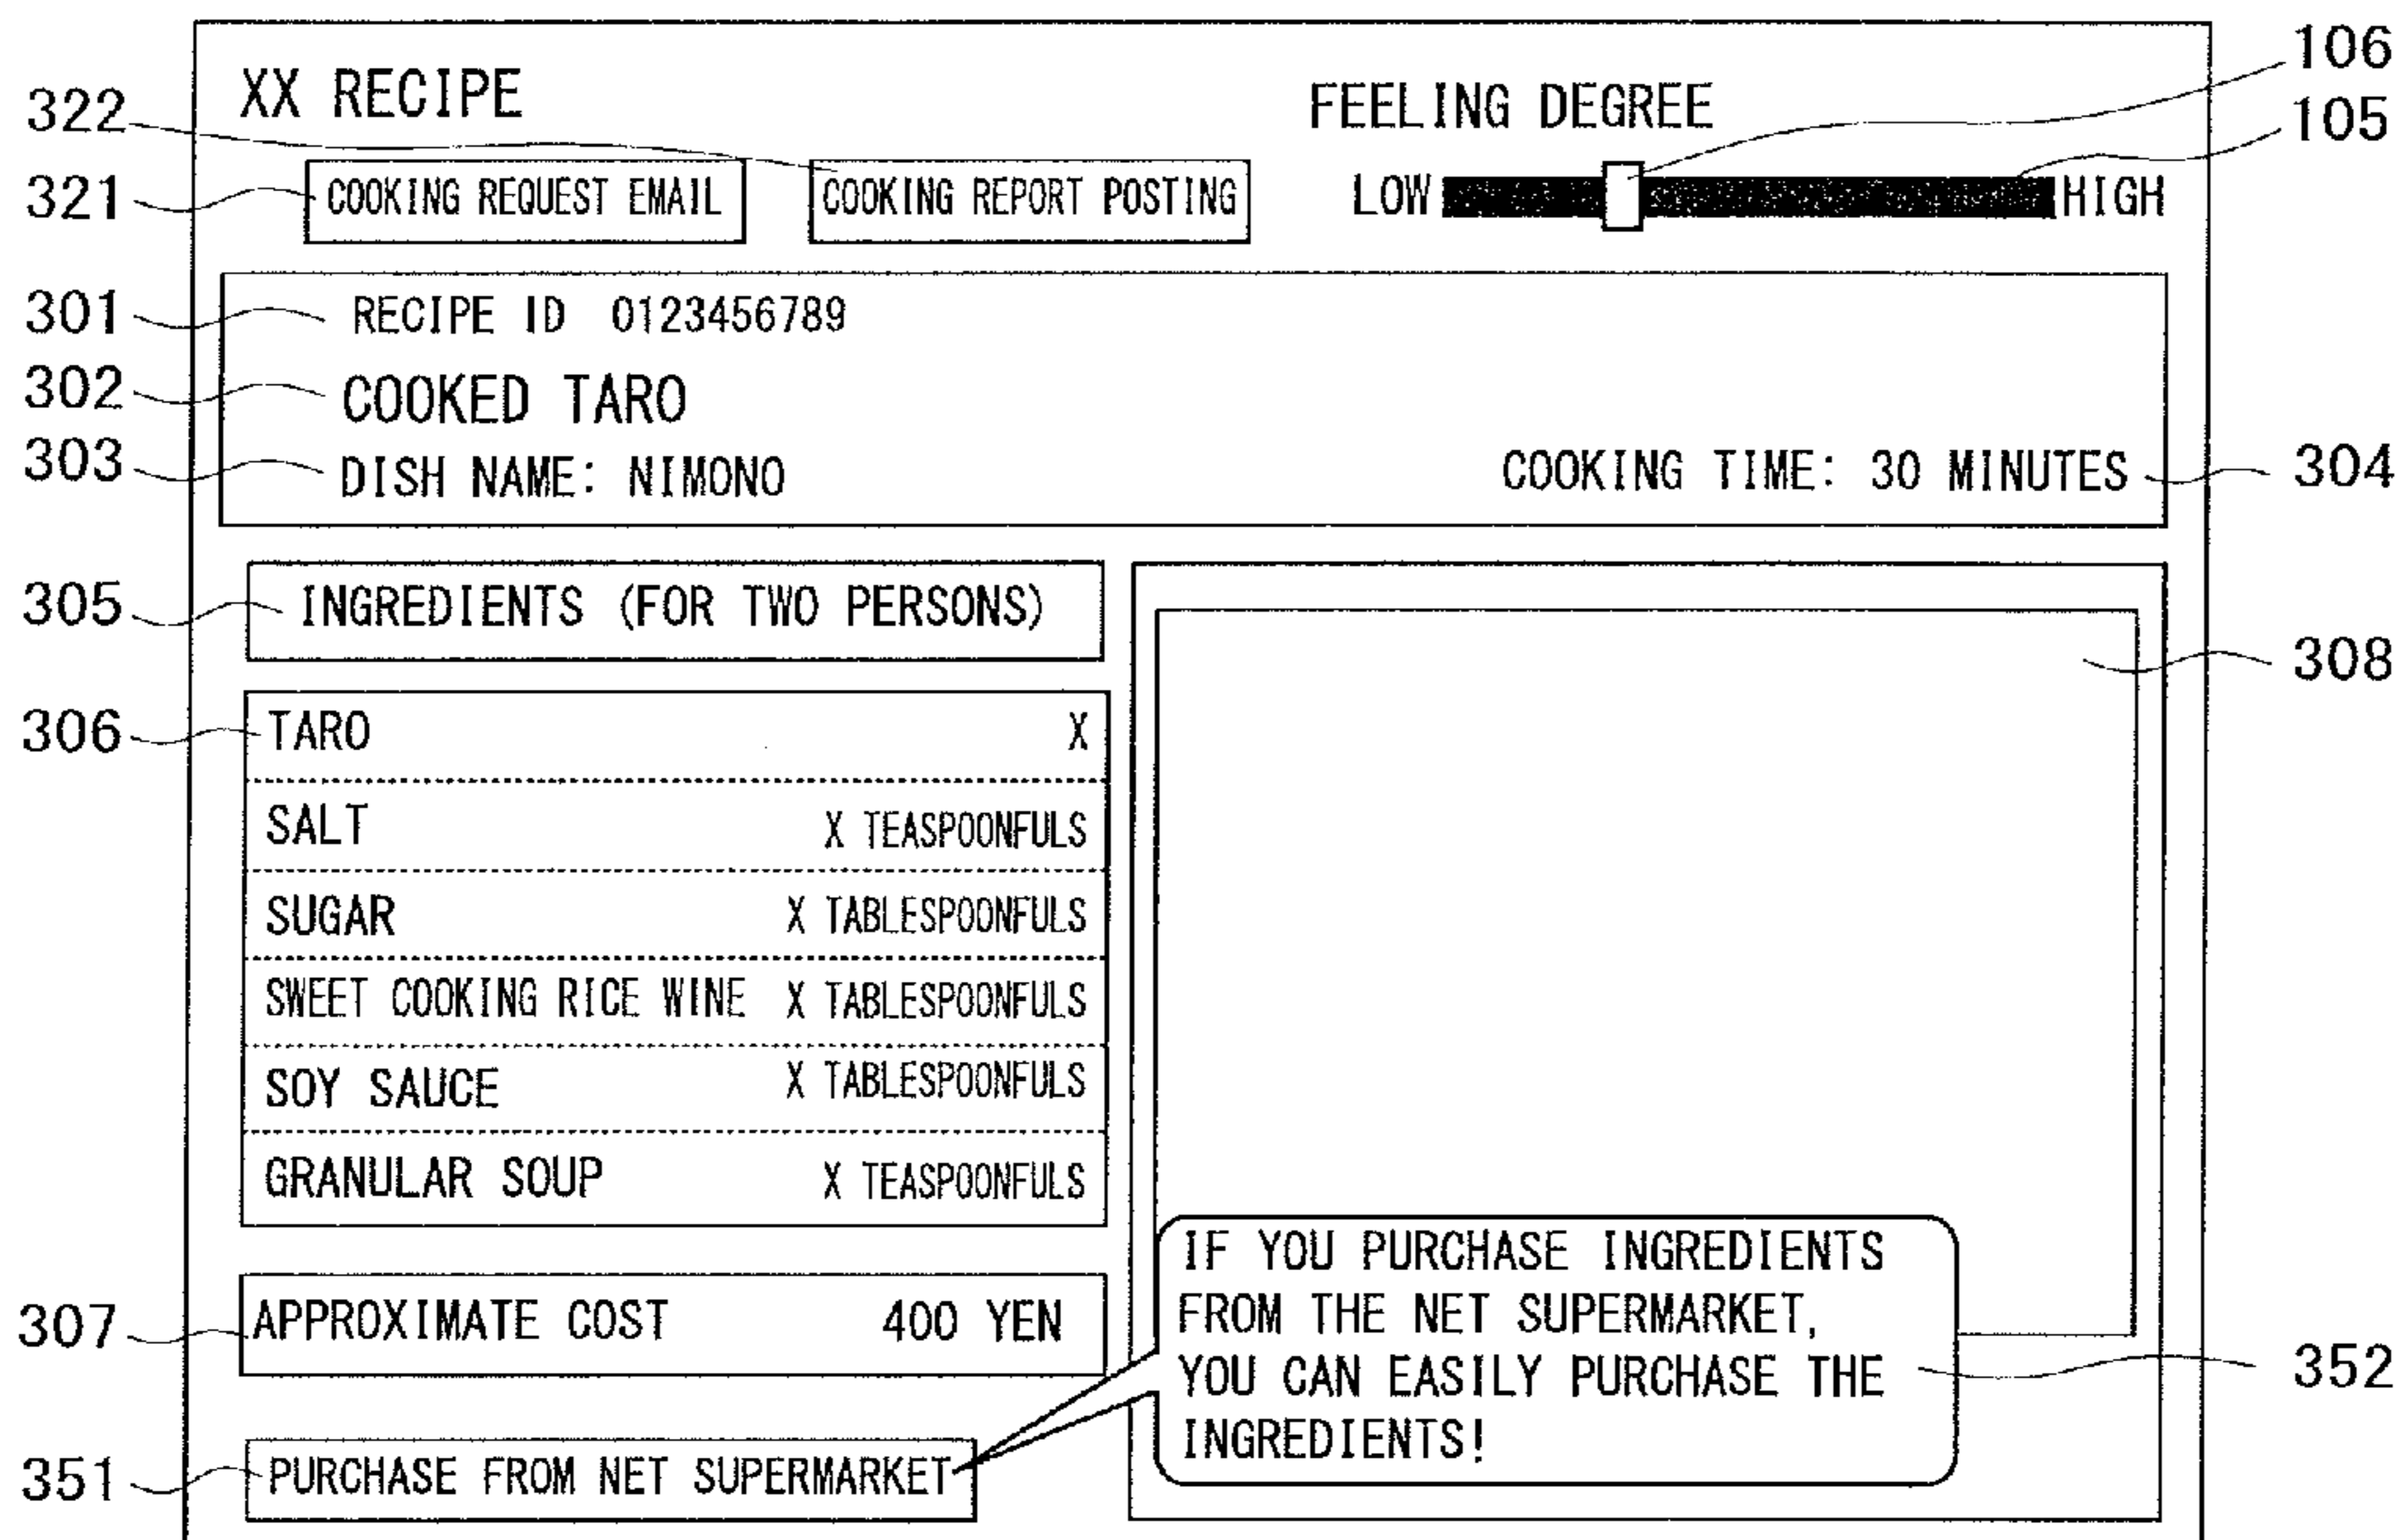 106
XX RECIPE
FEELING DEGREE
322
105
321
COOKING REQUEST EMAIL
COOKING REPORT POSTING
LOW
HIGH
301
RECIPE ID 0123456789
302
COOKED TARO
303
DISH NAME: NIMONO
COOKING TIME: 30 MINUTES
304
305
INGREDIENTS (FOR TWO PERSONS)
308
306
TARO X
SALT X TEASPOONFULS
SUGAR X TABLESPOONFULS
SWEET COOKING RICE WINE X TABLESPOONFULS
SOY SAUCE X TABLESPOONFULS
GRANULAR SOUP X TEASPOONFULS
307
APPROXIMATE COST 400 YEN
IF YOU PURCHASE INGREDIENTS
FROM THE NET SUPERMARKET,
YOU CAN EASILY PURCHASE THE
INGREDIENTS!
352
351
PURCHASE FROM NET SUPERMARKET